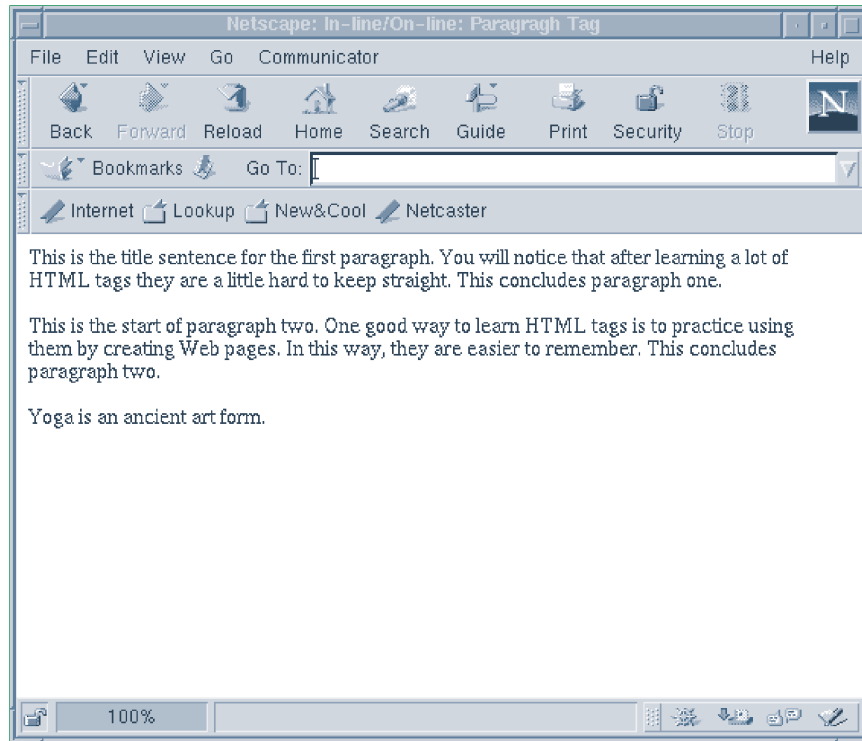 Netscape: In-line/On-line: Paragragh Tag
File Edit View Go Communicator Help
N
Back Forward Reload Home Search Guide Print Security Stop
Bookmarks Go To:
Internet Lookup New&Cool Netcaster
This is the title sentence for the first paragraph. You will notice that after learning a lot of
HTML tags they are a little hard to keep straight. This concludes paragraph one.
This is the start of paragraph two. One good way to learn HTML tags is to practice using
them by creating Web pages. In this way, they are easier to remember. This concludes
paragraph two.
Yoga is an ancient art form.
100%